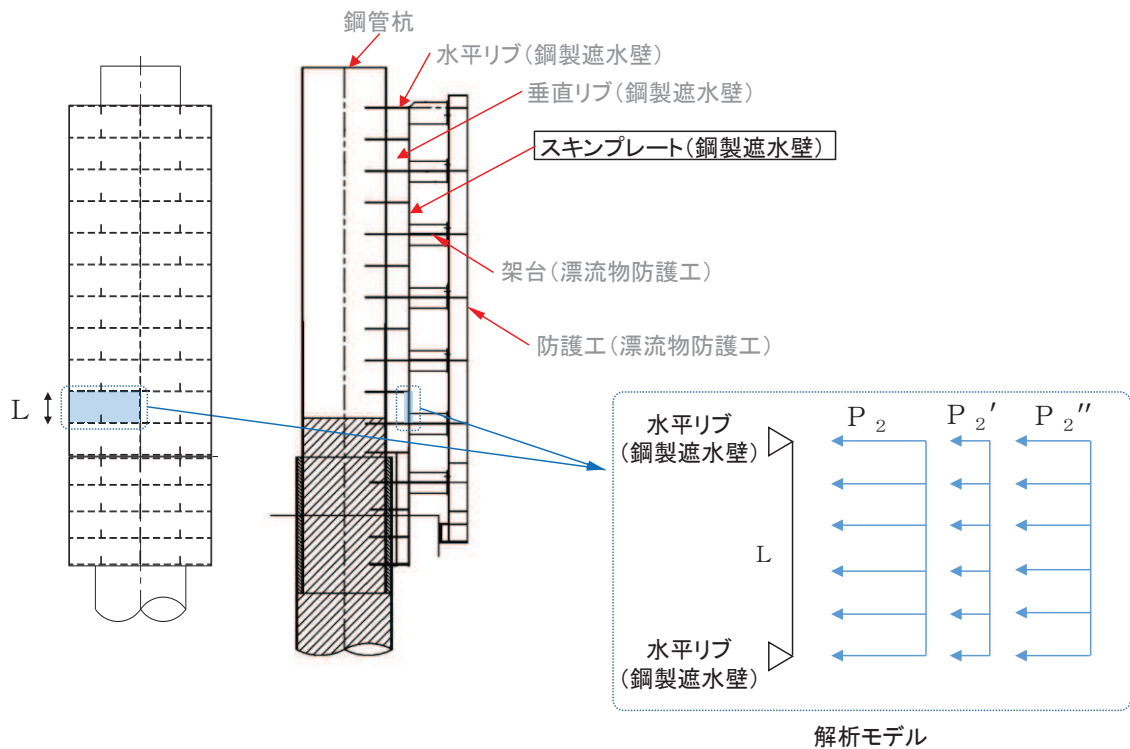 鋼管杭
水平リブ(鋼製遮水壁)
垂直リブ(鋼製遮水壁)
スキンプレート(鋼製遮水壁)
架台(漂流物防護工)
防護工(漂流物防護工)
L
水平リブ
(鋼製遮水壁)
P₂ P₂′ P₂″
L
水平リブ
(鋼製遮水壁)
解析モデル